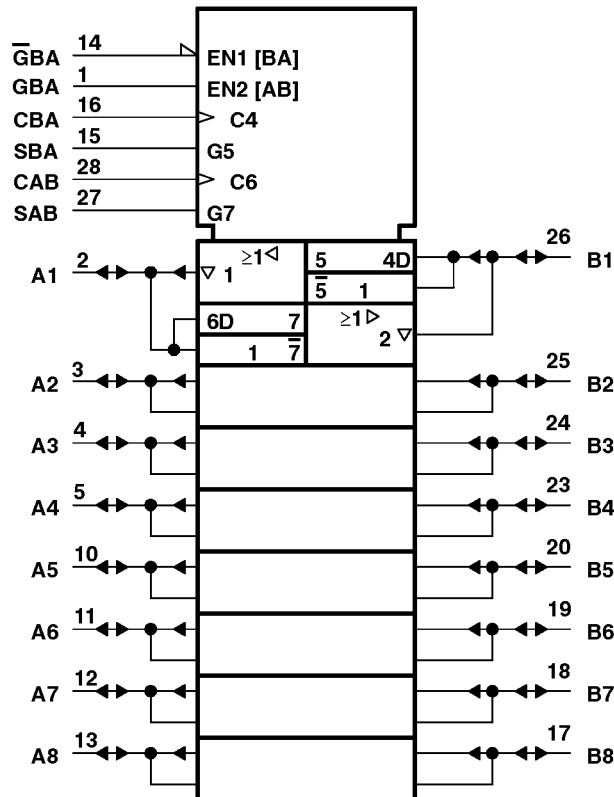 G̅BA 14 EN1 [BA]
GBA 1 EN2 [AB]
CBA 16 C4
SBA 15 G5
CAB 28 C6
SAB 27 G7
A1 2 ≥1 1 5 4D 26 B1
5̅ 1
6D 7 ≥1
2
1 7̅
A2 3 25 B2
A3 4 24 B3
A4 5 23 B4
A5 10 20 B5
A6 11 19 B6
A7 12 18 B7
A8 13 17 B8